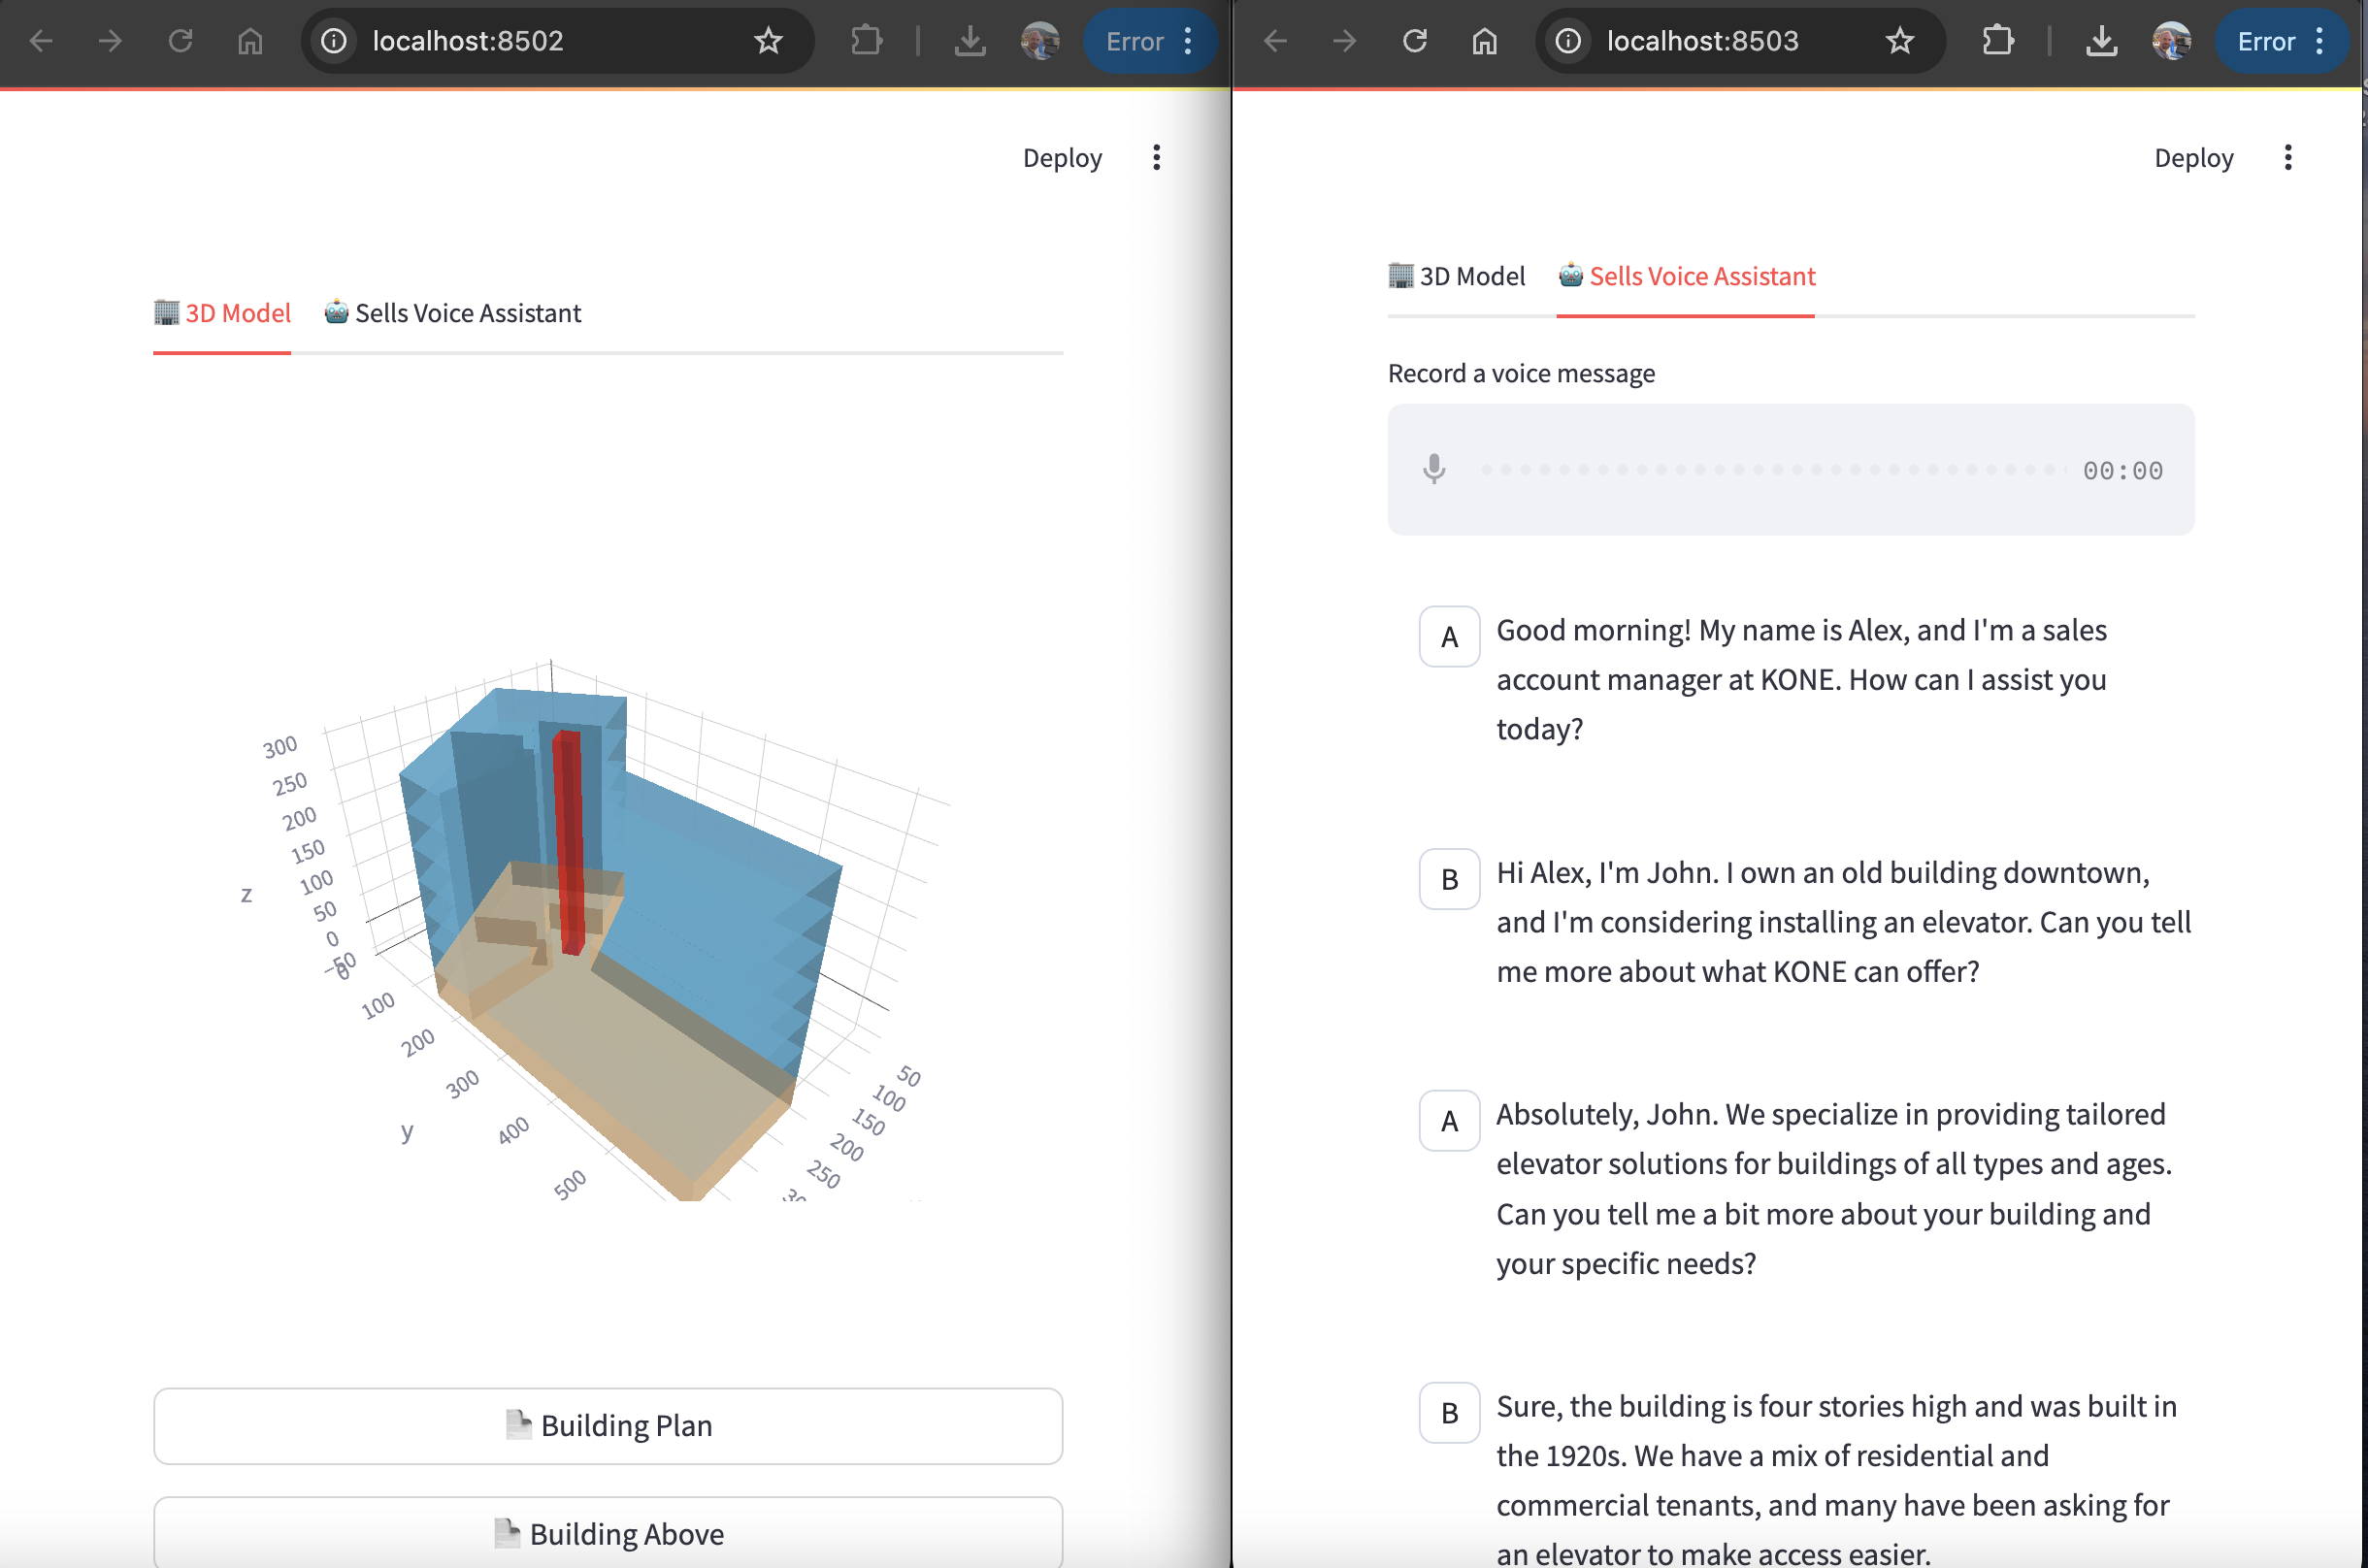 localhost:8502
Error
Deploy
3D Model
Sells Voice Assistant
300
250
200
150
100
50
0
−50
z
0
100
200
300
400
500
y
50
100
150
200
250
Building Plan
Building Above
localhost:8503
Error
Deploy
3D Model
Sells Voice Assistant
Record a voice message
00:00
A
Good morning! My name is Alex, and I'm a sales
account manager at KONE. How can I assist you
today?
B
Hi Alex, I'm John. I own an old building downtown,
and I'm considering installing an elevator. Can you tell
me more about what KONE can offer?
A
Absolutely, John. We specialize in providing tailored
elevator solutions for buildings of all types and ages.
Can you tell me a bit more about your building and
your specific needs?
B
Sure, the building is four stories high and was built in
the 1920s. We have a mix of residential and
commercial tenants, and many have been asking for
an elevator to make access easier.